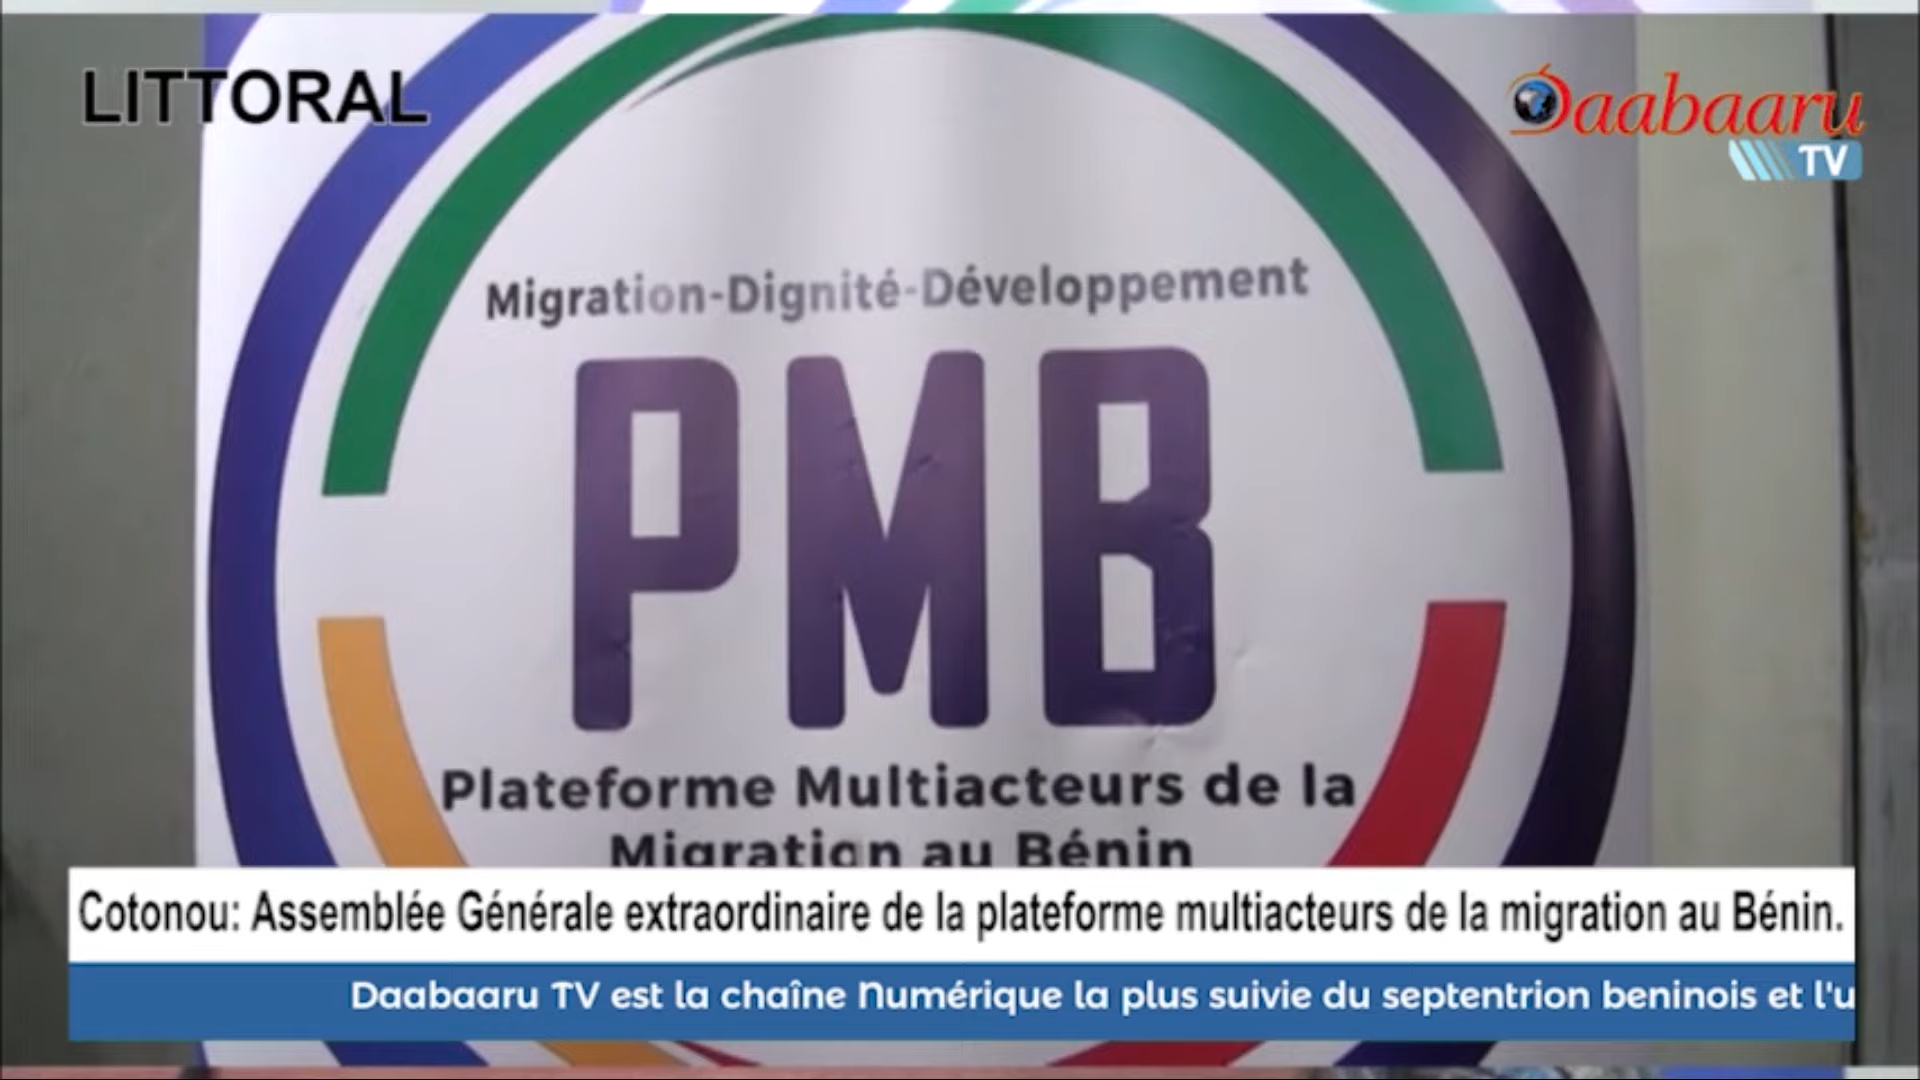 LITTORAL
Daabaaru
TV
Migration-Dignité-Développement
PMB
Plateforme Multiacteurs de la
Migration au Bénin
Cotonou: Assemblée Générale extraordinaire de la plateforme multiacteurs de la migration au Bénin.
Daabaaru TV est la chaîne Numérique la plus suivie du septentrion beninois et l'u